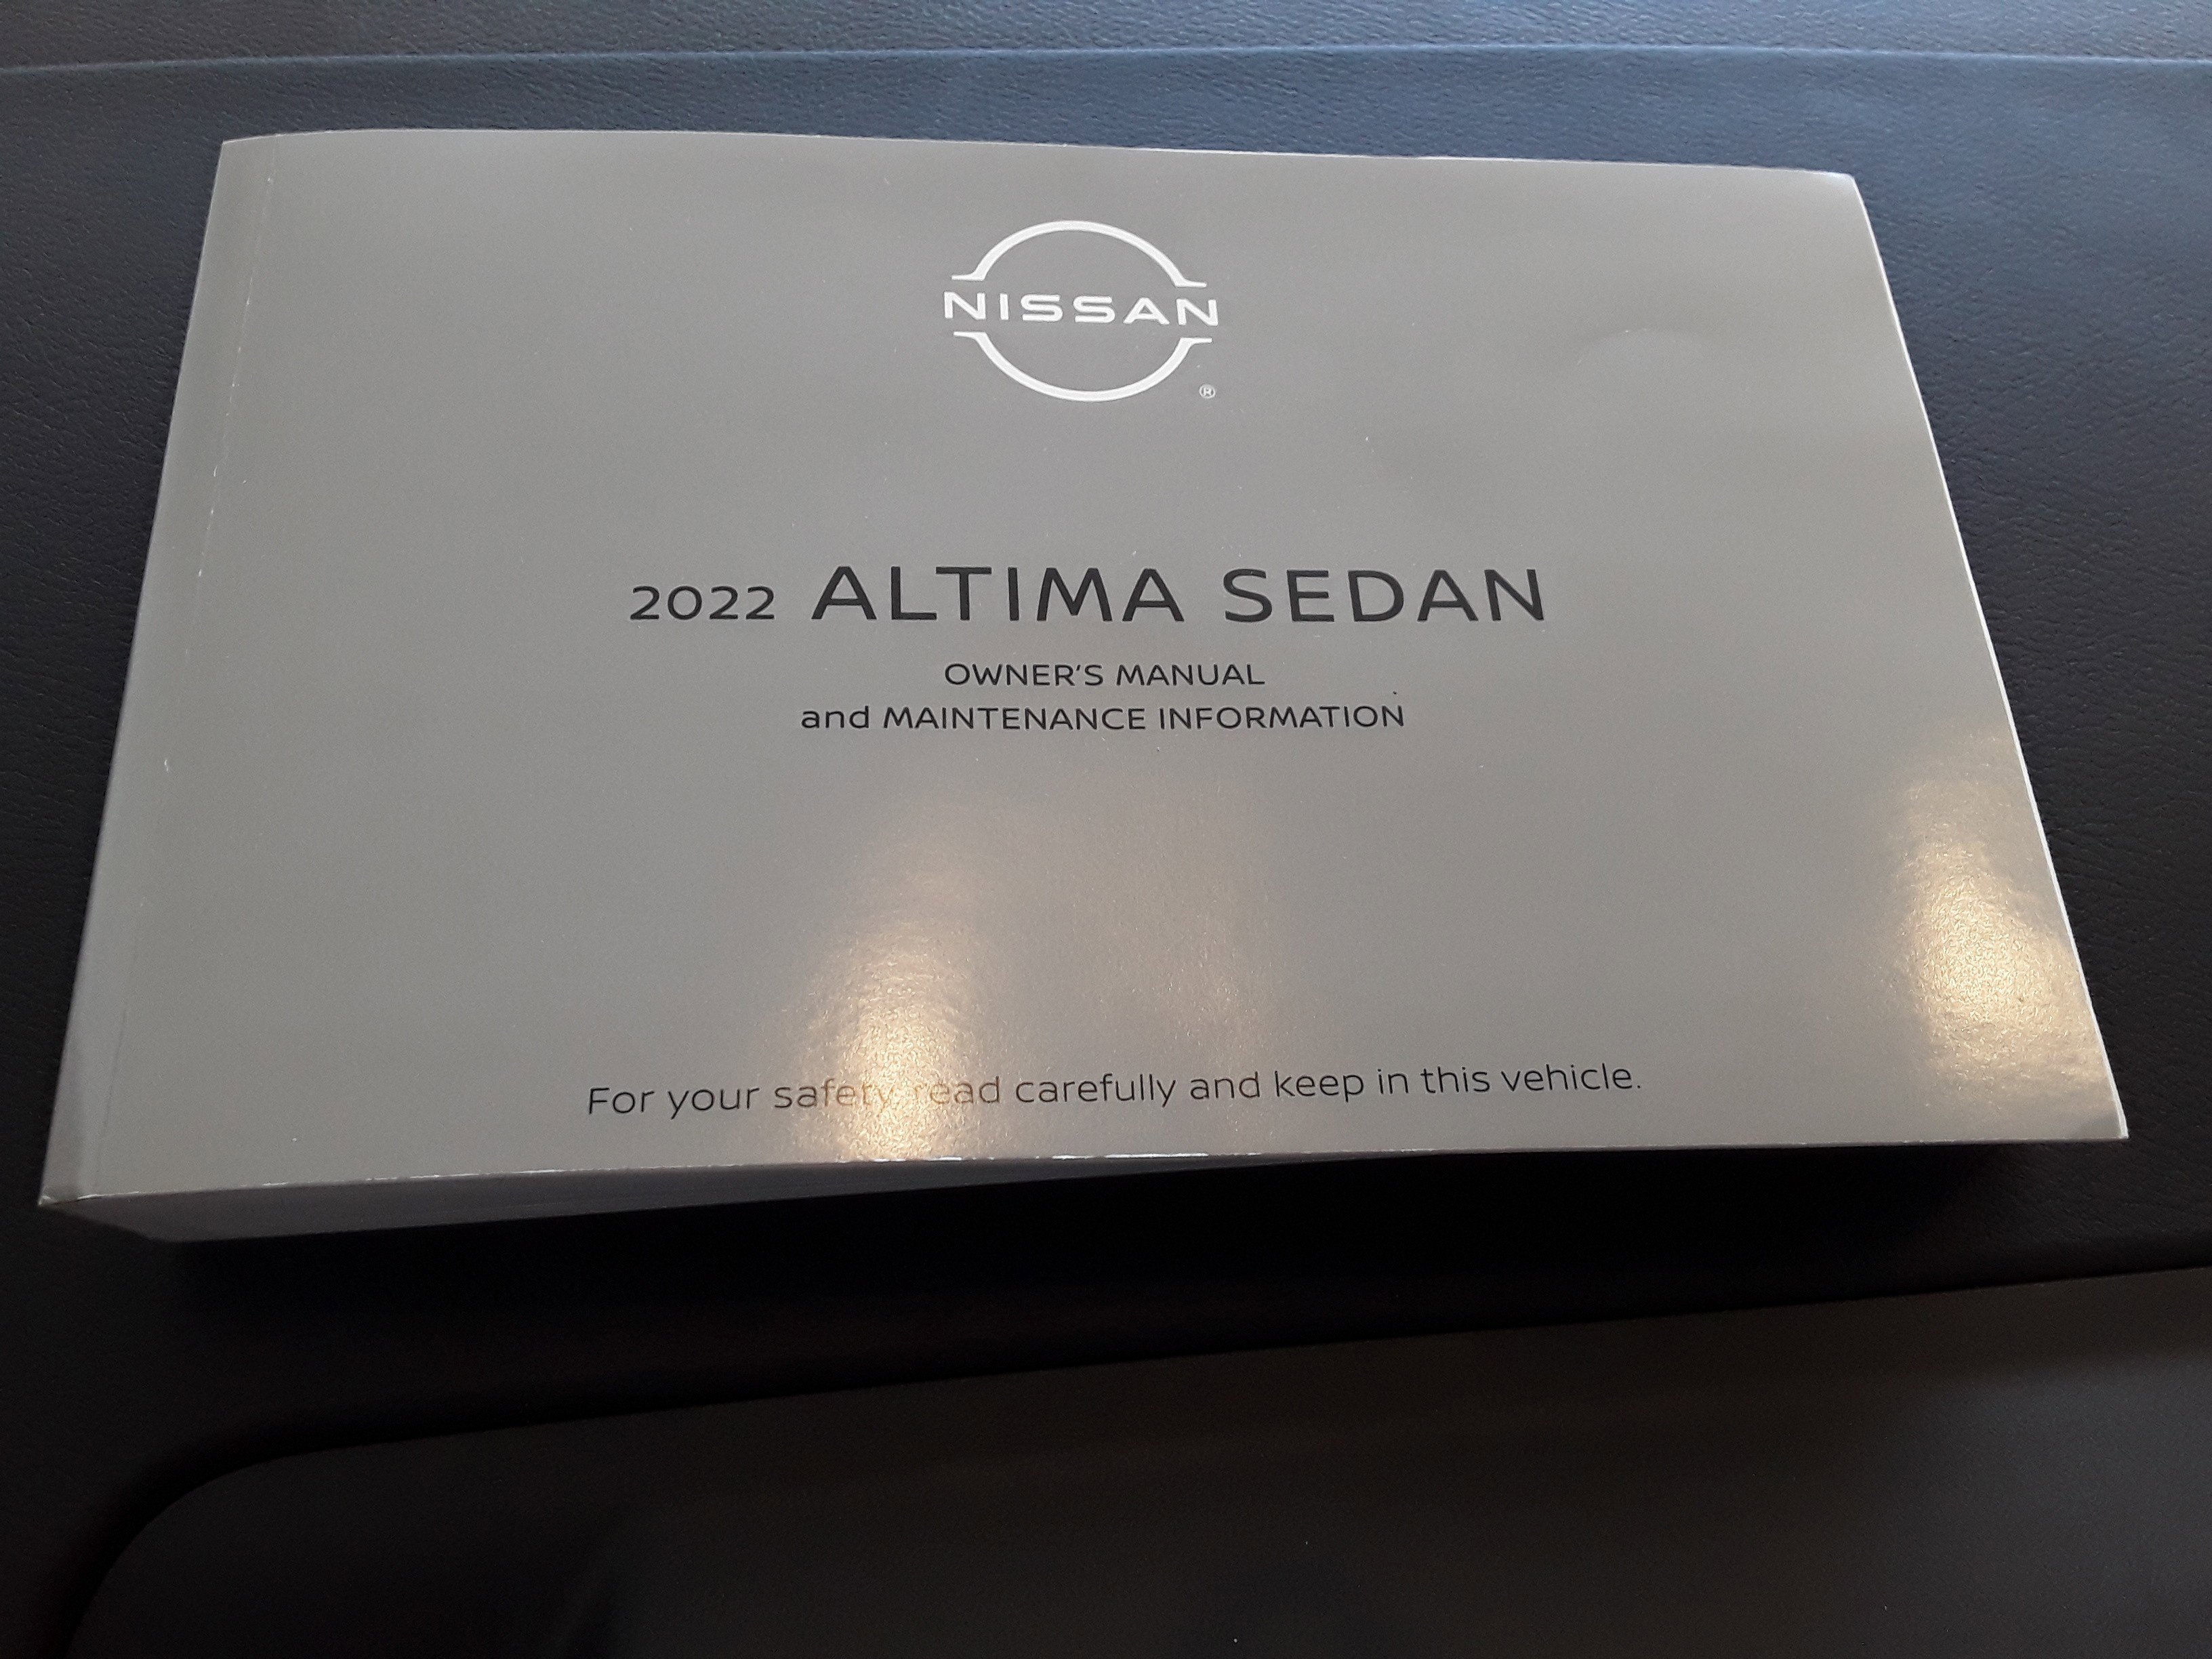 NISSAN
®
2022 ALTIMA SEDAN
OWNER'S MANUAL
and MAINTENANCE INFORMATION
For your safety, read carefully and keep in this vehicle.